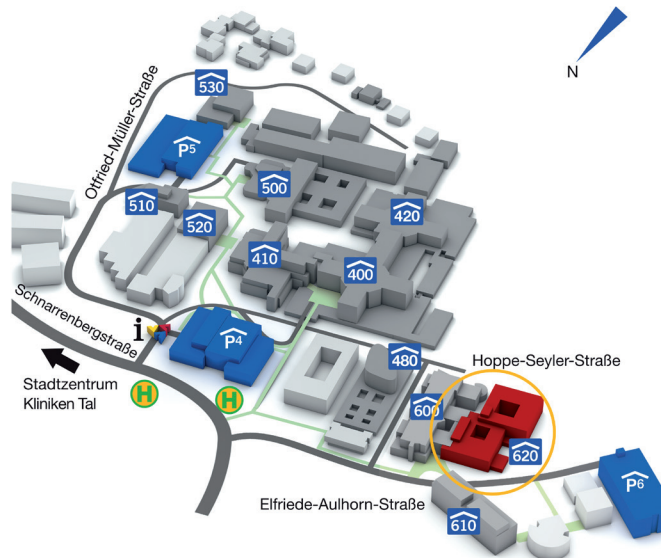 530
N
Otfried-Müller-Straße
P5
500
510
520
420
410
400
Schnarrenbergstraße
i
P4
480
Hoppe-Seyler-Straße
Stadtzentrum
Kliniken Tal
H
H
600
620
P6
Elfriede-Aulhorn-Straße
610